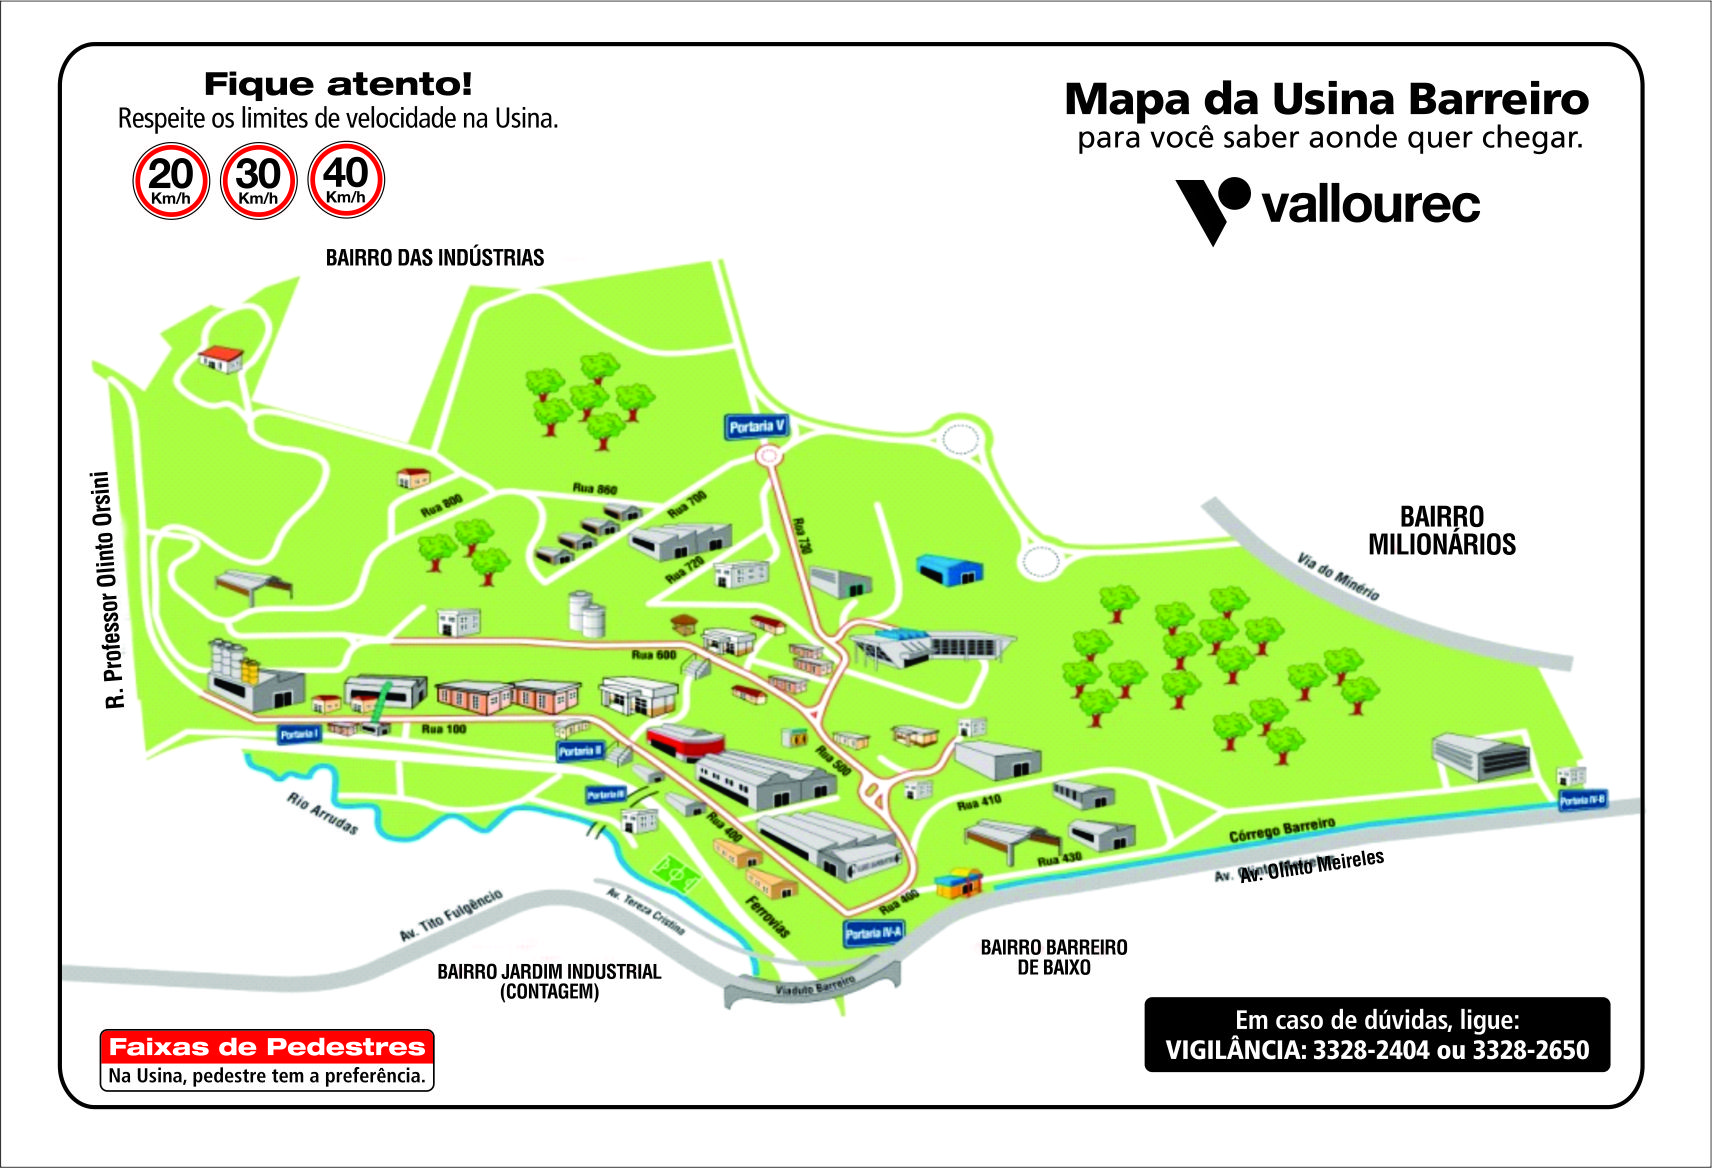 Fique atento!
Respeite os limites de velocidade na Usina.
20
Km/h
30
Km/h
40
Km/h
Mapa da Usina Barreiro
para você saber aonde quer chegar.
vallourec
BAIRRO DAS INDÚSTRIAS
Portaria V
R. Professor Olinto Orsini
Rua 800
Rua 860
Rua 700
Rua 720
Rua 730
BAIRRO
MILIONÁRIOS
Via do Minério
Rua 600
Rua 100
Portaria I
Portaria II
Portaria III
Rua 500
Rua 400
Rua 410
Rua 430
Rua 400
Portaria IV-A
Portaria IV-B
Córrego Barreiro
Av. Olinto Meireles
Av. Olinto Meireles
Rio Arrudas
Av. Tito Fulgêncio
Av. Tereza Cristina
Ferrovias
Viaduto Barreiro
BAIRRO JARDIM INDUSTRIAL
(CONTAGEM)
BAIRRO BARREIRO
DE BAIXO
Faixas de Pedestres
Na Usina, pedestre tem a preferência.
Em caso de dúvidas, ligue:
VIGILÂNCIA: 3328-2404 ou 3328-2650